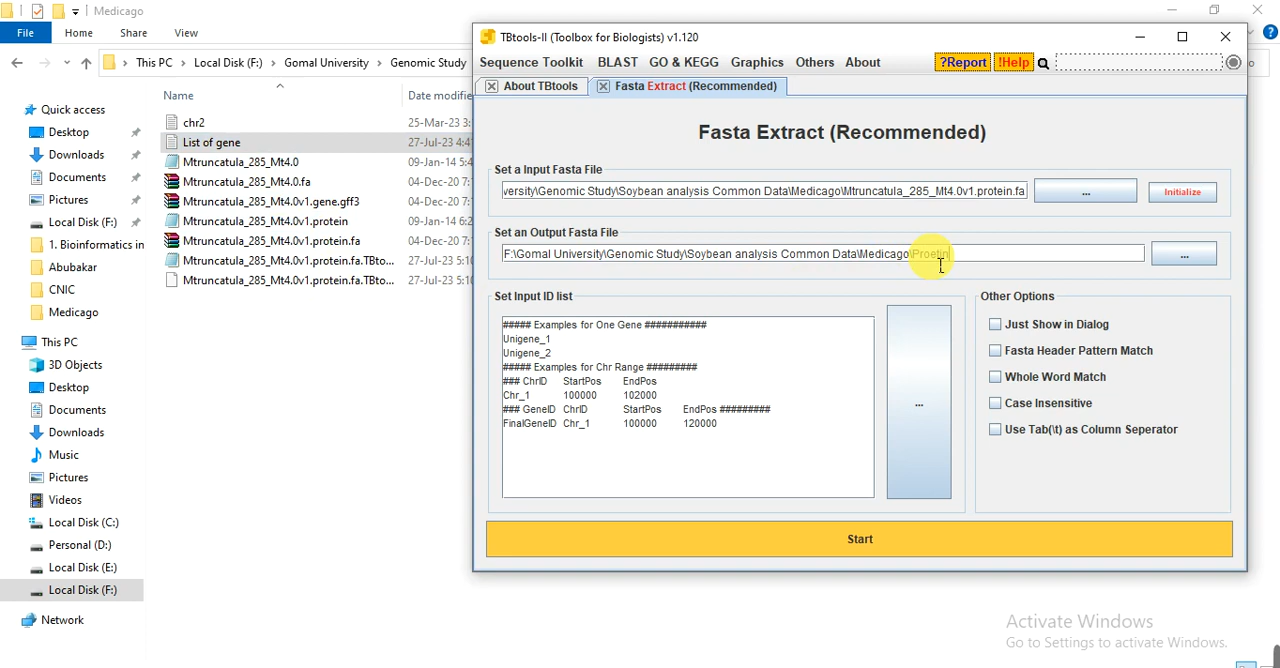 Medicago
File Home Share View
This PC Local Disk (F:) Gomal University Genomic Study
Name Date modifie
chr2 25-Mar-23 3:
List of gene 27-Jul-23 4:4
Mtruncatula_285_Mt4.0 09-Jan-14 5:4
Mtruncatula_285_Mt4.0.fa 04-Dec-20 7:
Mtruncatula_285_Mt4.0v1.gene.gff3 04-Dec-20 7:
Mtruncatula_285_Mt4.0v1.protein 09-Jan-14 6:2
Mtruncatula_285_Mt4.0v1.protein.fa 04-Dec-20 7:
Mtruncatula_285_Mt4.0v1.protein.fa.TBto... 27-Jul-23 5:1
Mtruncatula_285_Mt4.0v1.protein.fa.TBto... 27-Jul-23 5:1
Quick access
Desktop
Downloads
Documents
Pictures
Local Disk (F:)
1. Bioinformatics in
Abubakar
CNIC
Medicago
This PC
3D Objects
Desktop
Documents
Downloads
Music
Pictures
Videos
Local Disk (C:)
Personal (D:)
Local Disk (E:)
Local Disk (F:)
Network
TBtools-II (Toolbox for Biologists) v1.120
Sequence Toolkit BLAST GO & KEGG Graphics Others About ?Report !Help
About TBtools Fasta Extract (Recommended)
Fasta Extract (Recommended)
Set a Input Fasta File
versity\Genomic Study\Soybean analysis Common Data\Medicago\Mtruncatula_285_Mt4.0v1.protein.fa ... Initialize
Set an Output Fasta File
F:\Gomal University\Genomic Study\Soybean analysis Common Data\Medicago\Proetin ...
Set Input ID list
##### Examples for One Gene ###########
Unigene_1
Unigene_2
##### Examples for Chr Range #########
### ChrID StartPos EndPos
Chr_1 100000 102000
### GeneID ChrID StartPos EndPos #########
FinalGeneID Chr_1 100000 120000
...
Other Options
Just Show in Dialog
Fasta Header Pattern Match
Whole Word Match
Case Insensitive
Use Tab(\t) as Column Seperator
Start
Activate Windows
Go to Settings to activate Windows.